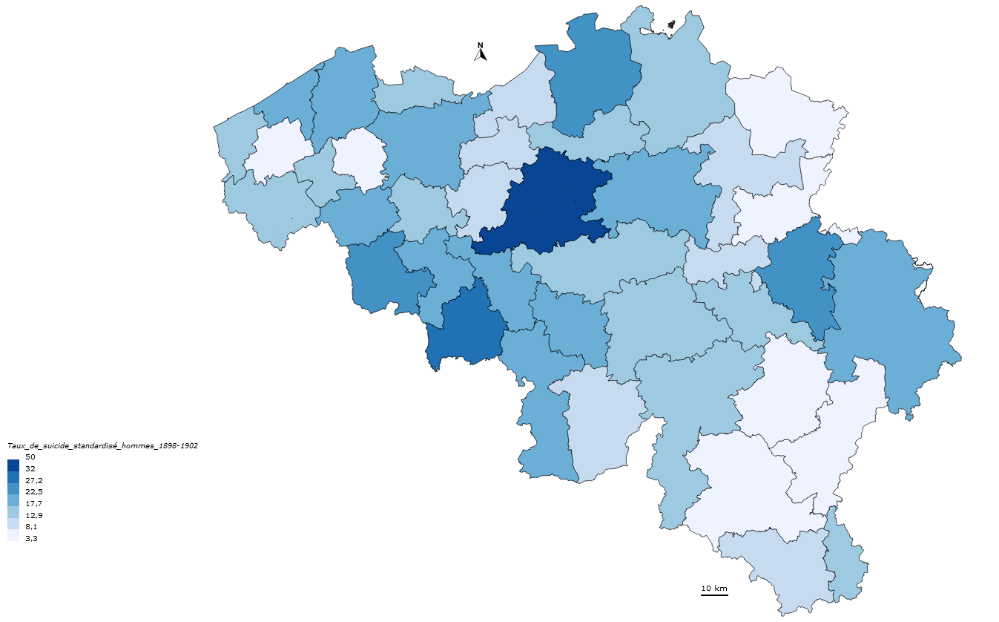 N
Taux_de_suicide_standardisé_hommes_1898-1902
50
32
27,2
22,5
17,7
12,9
8,1
3,3
10 km